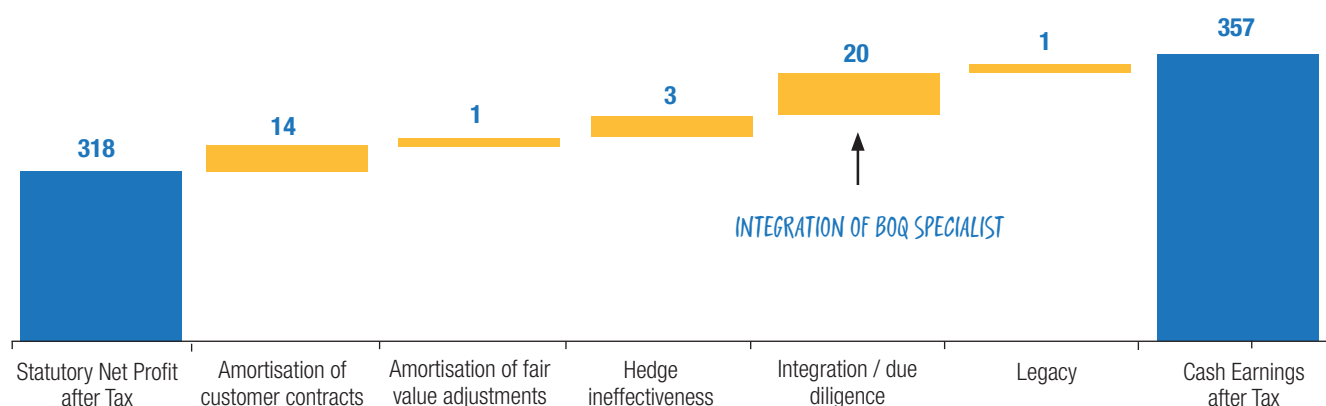 318
14
1
3
20
1
357
INTEGRATION OF BOQ SPECIALIST
Statutory Net Profit
after Tax
Amortisation of
customer contracts
Amortisation of fair
value adjustments
Hedge
ineffectiveness
Integration / due
diligence
Legacy
Cash Earnings
after Tax